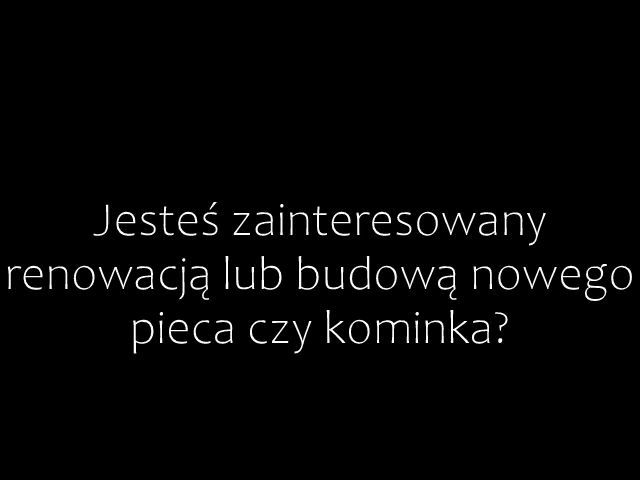 Jesteś zainteresowany
renowacją lub budową nowego
pieca czy kominka?